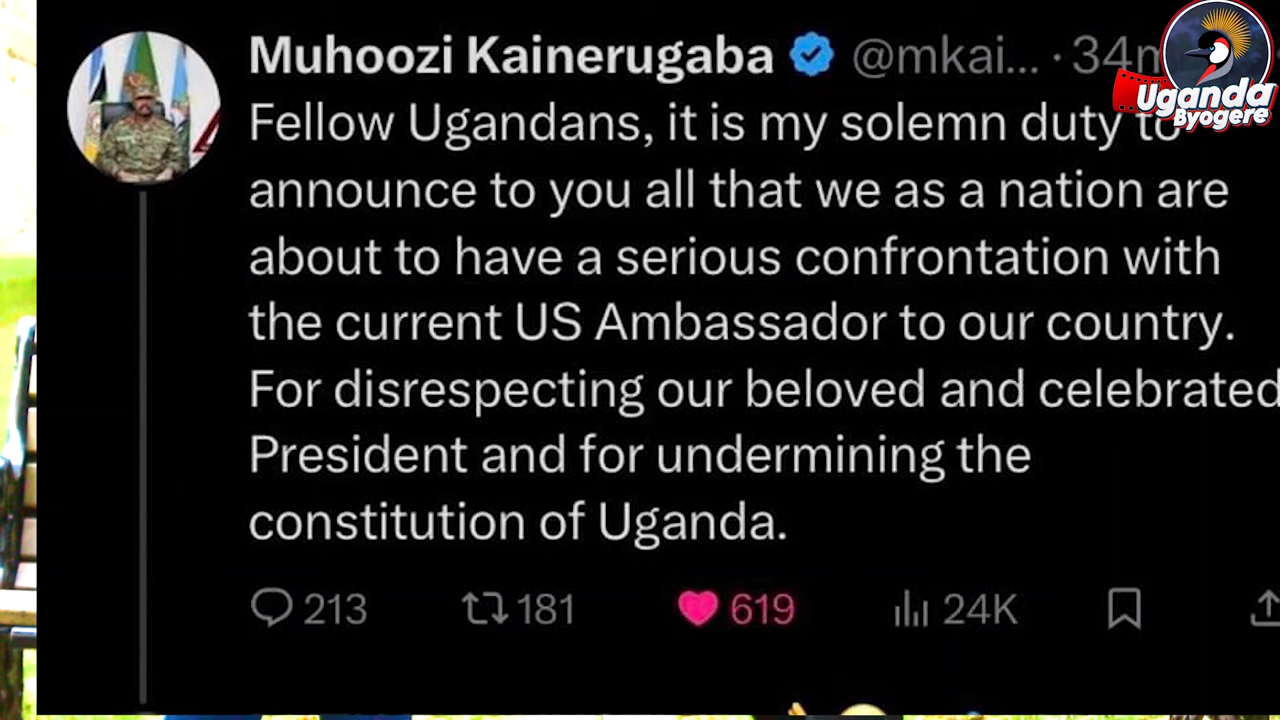 Muhoozi Kainerugaba @mkai... · 34m
Fellow Ugandans, it is my solemn duty to
announce to you all that we as a nation are
about to have a serious confrontation with
the current US Ambassador to our country.
For disrespecting our beloved and celebrated
President and for undermining the
constitution of Uganda.
213 181 619 24K
Uganda
Byogere